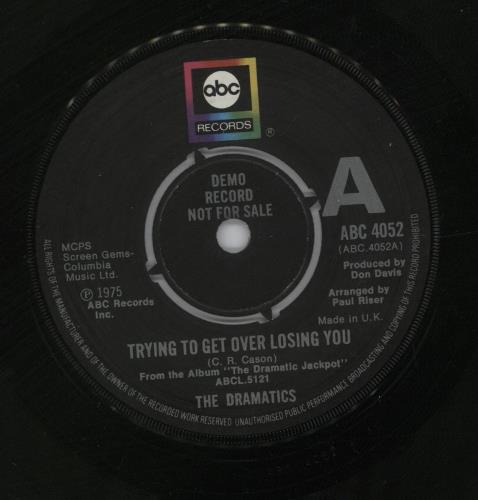 abc
RECORDS
®
DEMO
RECORD
NOT FOR SALE
A
ABC 4052
(ABC.4052A)
MCPS
Screen Gems-
Columbia
Music Ltd.
℗ 1975
ABC Records
Inc.
Produced by
Don Davis
Arranged by
Paul Riser
Made in U.K.
TRYING TO GET OVER LOSING YOU
(C. R. Cason)
From the Album "The Dramatic Jackpot"
ABCL.5121
THE DRAMATICS
ALL RIGHTS OF THE MANUFACTURER AND OF THE OWNER OF THE RECORDED WORK RESERVED UNAUTHORISED PUBLIC PERFORMANCE BROADCASTING AND COPYING OF THIS RECORD PROHIBITED